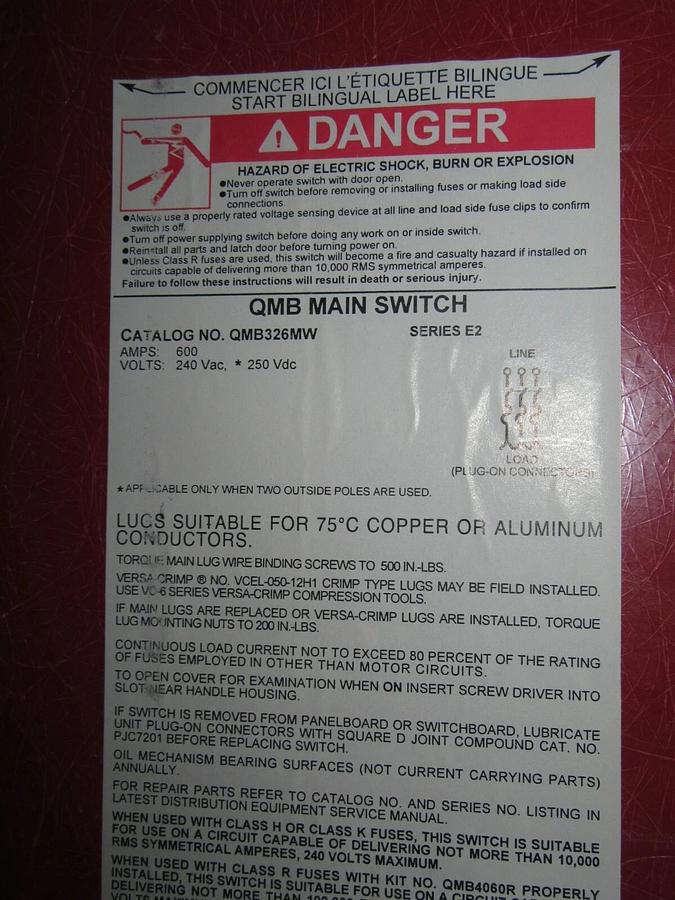 COMMENCER ICI L'ÉTIQUETTE BILINGUE
START BILINGUAL LABEL HERE
DANGER
HAZARD OF ELECTRIC SHOCK, BURN OR EXPLOSION
●Never operate switch with door open.
●Turn off switch before removing or installing fuses or making load side
connections.
●Always use a properly rated voltage sensing device at all line and load side fuse clips to confirm
switch is off.
●Turn off power supplying switch before doing any work on or inside switch.
●Reinstall all parts and latch door before turning power on.
●Unless Class R fuses are used, this switch will become a fire and casualty hazard if installed on
circuits capable of delivering more than 10,000 RMS symmetrical amperes.
Failure to follow these instructions will result in death or serious injury.
QMB MAIN SWITCH
CATALOG NO. QMB326MW SERIES E2
AMPS: 600
VOLTS: 240 Vac, * 250 Vdc
LINE
LOAD
(PLUG-ON CONNECTORS)
*APPLICABLE ONLY WHEN TWO OUTSIDE POLES ARE USED.
LUGS SUITABLE FOR 75°C COPPER OR ALUMINUM
CONDUCTORS.
TORQUE MAIN LUG WIRE BINDING SCREWS TO 500 IN.-LBS.
VERSA-CRIMP ® NO. VCEL-050-12H1 CRIMP TYPE LUGS MAY BE FIELD INSTALLED.
USE VC-6 SERIES VERSA-CRIMP COMPRESSION TOOLS.
IF MAIN LUGS ARE REPLACED OR VERSA-CRIMP LUGS ARE INSTALLED, TORQUE
LUG MOUNTING NUTS TO 200 IN.-LBS.
CONTINUOUS LOAD CURRENT NOT TO EXCEED 80 PERCENT OF THE RATING
OF FUSES EMPLOYED IN OTHER THAN MOTOR CIRCUITS.
TO OPEN COVER FOR EXAMINATION WHEN ON INSERT SCREW DRIVER INTO
SLOT NEAR HANDLE HOUSING.
IF SWITCH IS REMOVED FROM PANELBOARD OR SWITCHBOARD, LUBRICATE
UNIT PLUG-ON CONNECTORS WITH SQUARE D JOINT COMPOUND CAT. NO.
PJC7201 BEFORE REPLACING SWITCH.
OIL MECHANISM BEARING SURFACES (NOT CURRENT CARRYING PARTS)
ANNUALLY.
FOR REPAIR PARTS REFER TO CATALOG NO. AND SERIES NO. LISTING IN
LATEST DISTRIBUTION EQUIPMENT SERVICE MANUAL.
WHEN USED WITH CLASS H OR CLASS K FUSES, THIS SWITCH IS SUITABLE
FOR USE ON A CIRCUIT CAPABLE OF DELIVERING NOT MORE THAN 10,000
RMS SYMMETRICAL AMPERES, 240 VOLTS MAXIMUM.
WHEN USED WITH CLASS R FUSES WITH KIT NO. QMB4060R PROPERLY
INSTALLED, THIS SWITCH IS SUITABLE FOR USE ON A CIRCUIT
DELIVERING NOT MORE THAN